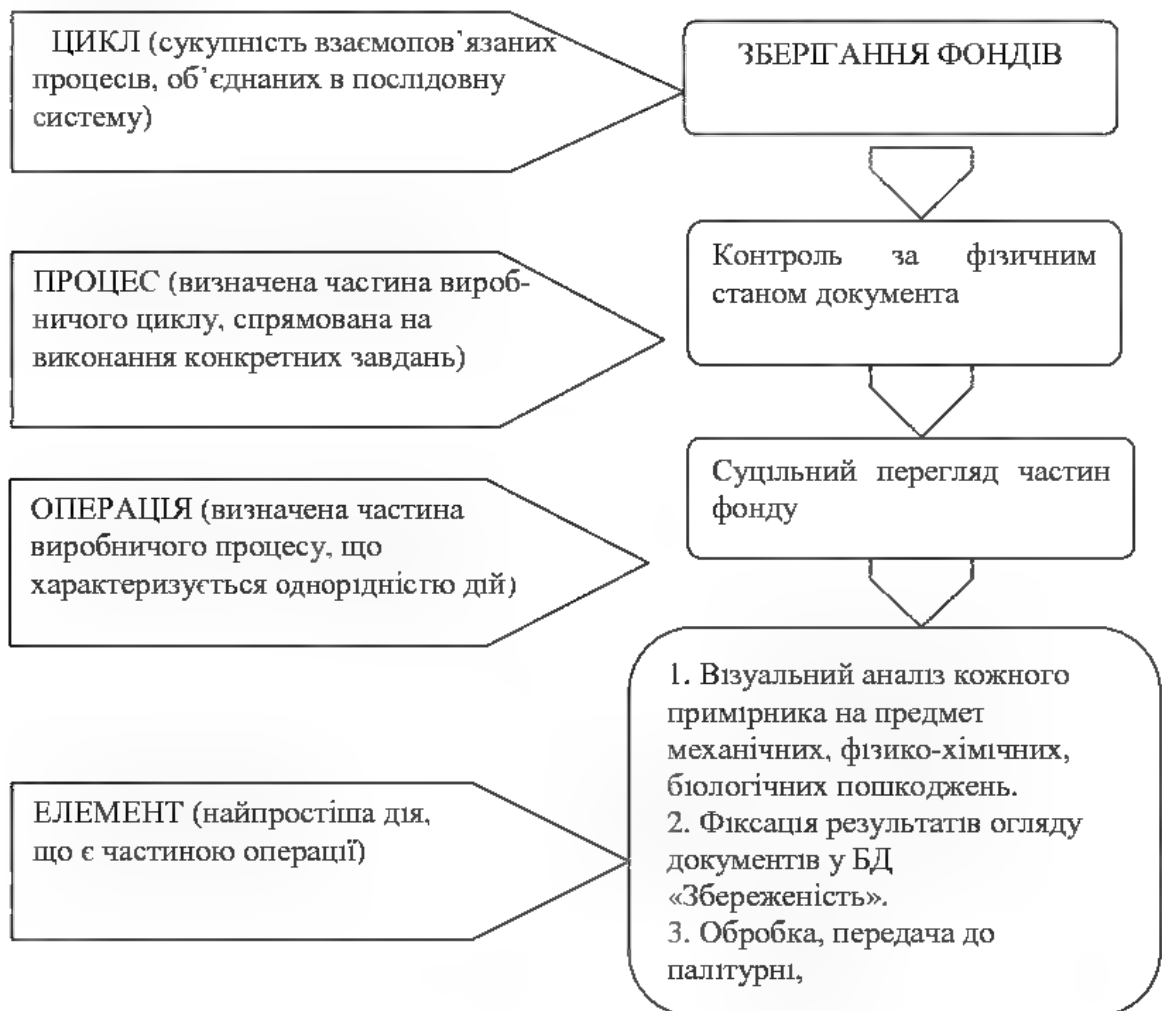 ЦИКЛ (сукупність взаємопов’язаних
процесів, об’єднаних в послідовну
систему)
ЗБЕРІГАННЯ ФОНДІВ
ПРОЦЕС (визначена частина вироб-
ничого циклу, спрямована на
виконання конкретних завдань)
Контроль за фізичним
станом документа
ОПЕРАЦІЯ (визначена частина
виробничого процесу, що
характеризується однорідністю дій)
Суцільний перегляд частин
фонду
ЕЛЕМЕНТ (найпростіша дія,
що є частиною операції)
1. Візуальний аналіз кожного
примірника на предмет
механічних, фізико-хімічних,
біологічних пошкоджень.
2. Фіксація результатів огляду
документів у БД
«Збереженість».
3. Обробка, передача до
палітурні,